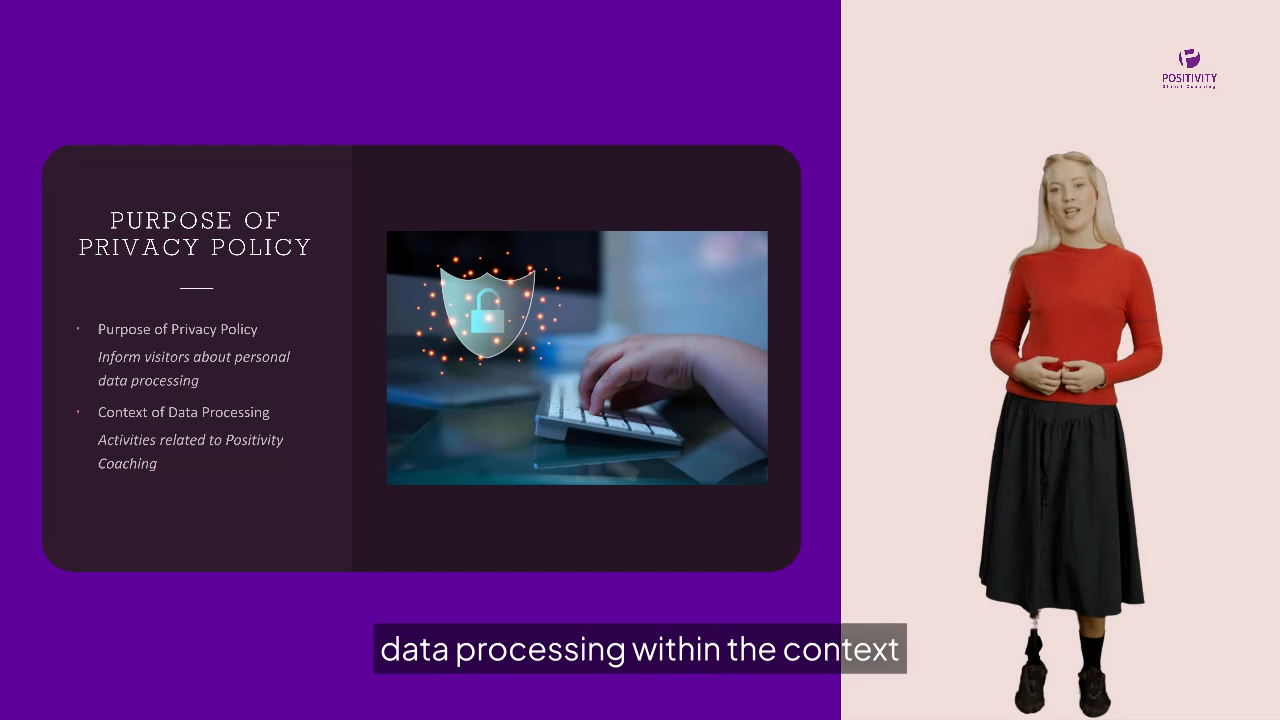 POSITIVITY
PURPOSE OF
PRIVACY POLICY
• Purpose of Privacy Policy
Inform visitors about personal
data processing
• Context of Data Processing
Activities related to Positivity
Coaching
data processing within the context